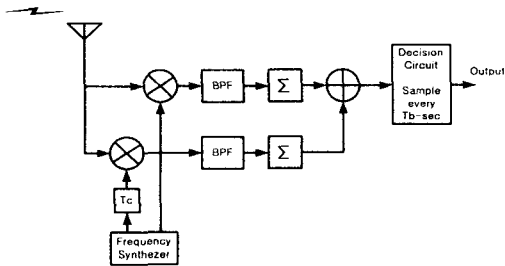 Decision
Circuit
Sample
every
Tb-sec
Output
BPF
Σ
BPF
Σ
Tc
Frequency
Synthezer